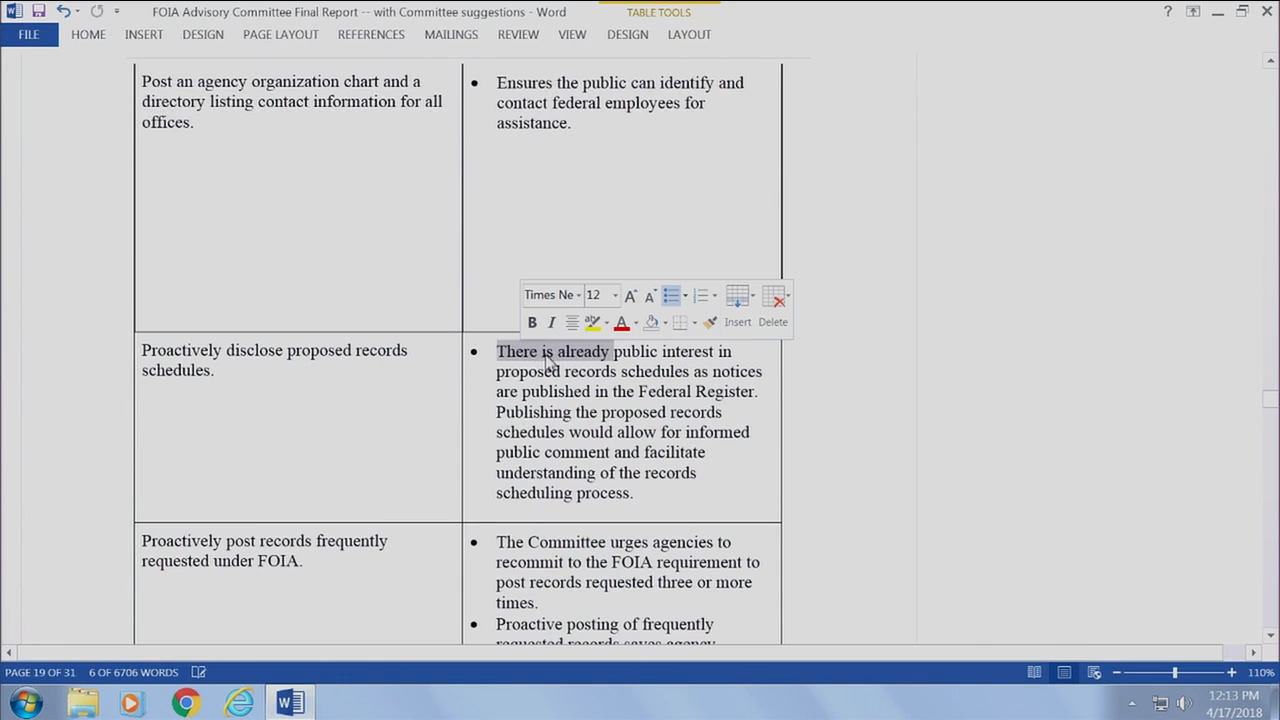 FOIA Advisory Committee Final Report -- with Committee suggestions - Word
TABLE TOOLS
FILE HOME INSERT DESIGN PAGE LAYOUT REFERENCES MAILINGS REVIEW VIEW DESIGN LAYOUT
Post an agency organization chart and a
directory listing contact information for all
offices.
• Ensures the public can identify and
contact federal employees for
assistance.
Times Ne 12
Insert Delete
Proactively disclose proposed records
schedules.
• There is already public interest in
proposed records schedules as notices
are published in the Federal Register.
Publishing the proposed records
schedules would allow for informed
public comment and facilitate
understanding of the records
scheduling process.
Proactively post records frequently
requested under FOIA.
• The Committee urges agencies to
recommit to the FOIA requirement to
post records requested three or more
times.
• Proactive posting of frequently
requested records saves agency
PAGE 19 OF 31 6 OF 6706 WORDS 110%
12:13 PM
4/17/2018